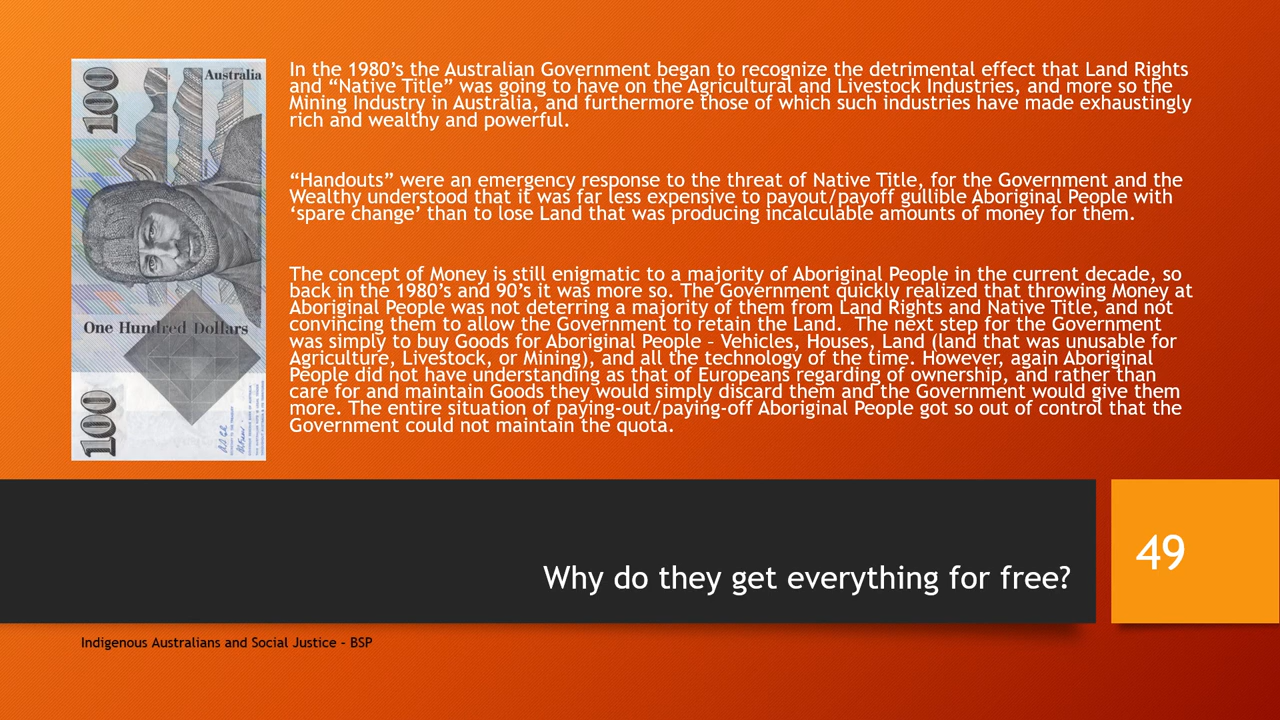 100
Australia
One Hundred Dollars
100
In the 1980’s the Australian Government began to recognize the detrimental effect that Land Rights
and “Native Title” was going to have on the Agricultural and Livestock Industries, and more so the
Mining Industry in Australia, and furthermore those of which such industries have made exhaustingly
rich and wealthy and powerful.
“Handouts” were an emergency response to the threat of Native Title, for the Government and the
Wealthy understood that it was far less expensive to payout/payoff gullible Aboriginal People with
‘spare change’ than to lose Land that was producing incalculable amounts of money for them.
The concept of Money is still enigmatic to a majority of Aboriginal People in the current decade, so
back in the 1980’s and 90’s it was more so. The Government quickly realized that throwing Money at
Aboriginal People was not deterring a majority of them from Land Rights and Native Title, and not
convincing them to allow the Government to retain the Land.  The next step for the Government
was simply to buy Goods for Aboriginal People – Vehicles, Houses, Land (land that was unusable for
Agriculture, Livestock, or Mining), and all the technology of the time. However, again Aboriginal
People did not have understanding as that of Europeans regarding of ownership, and rather than
care for and maintain Goods they would simply discard them and the Government would give them
more. The entire situation of paying-out/paying-off Aboriginal People got so out of control that the
Government could not maintain the quota.
Why do they get everything for free?
49
Indigenous Australians and Social Justice – BSP